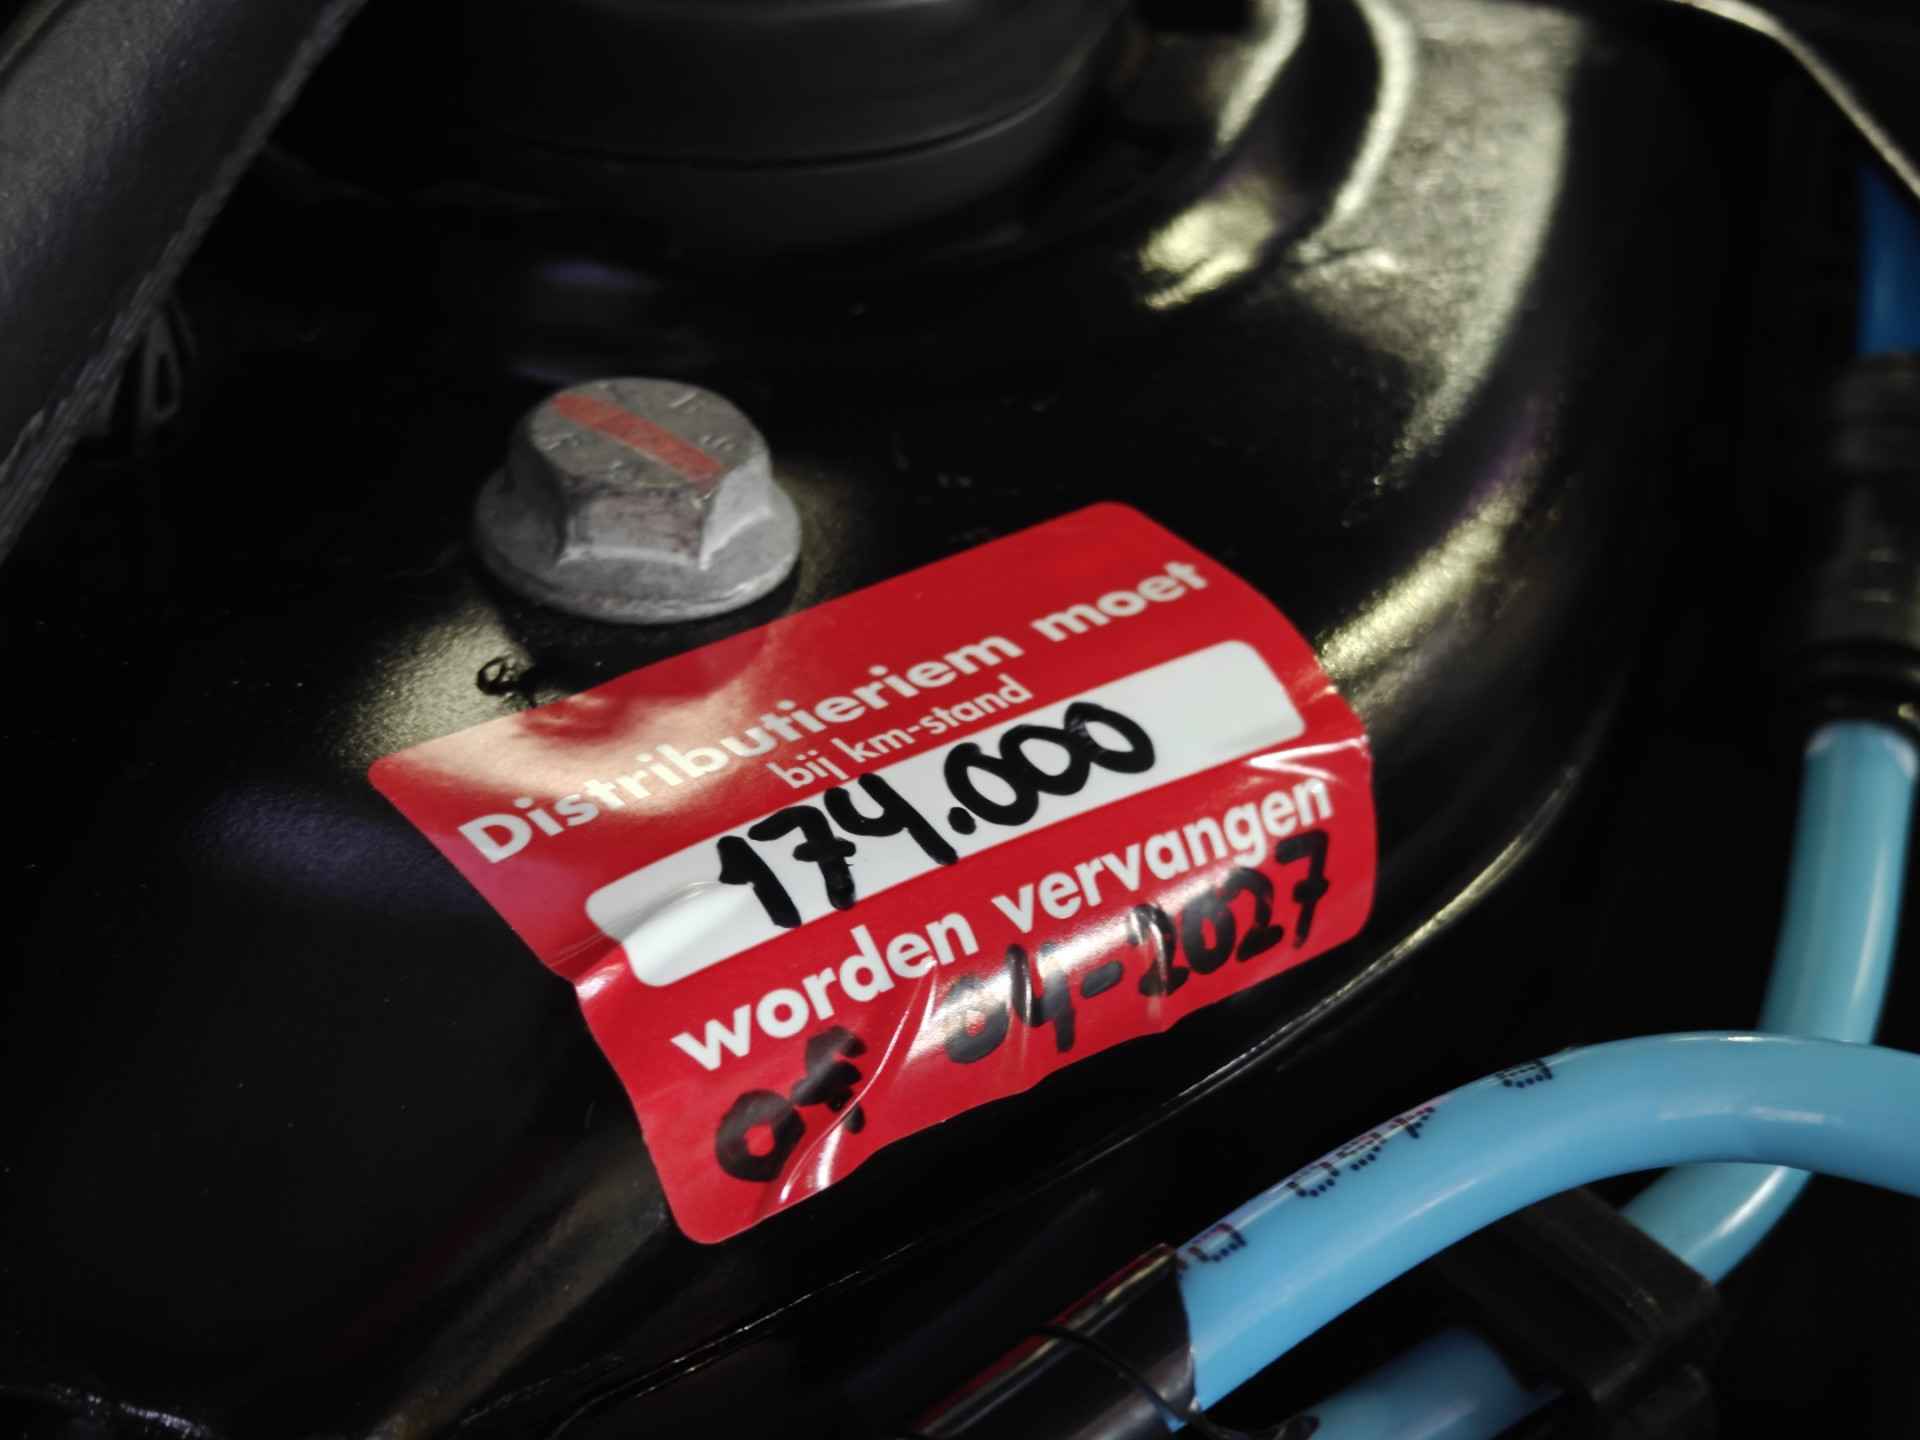 Distributieriem moet
bij km-stand
174.000
worden vervangen
OF 04-2027